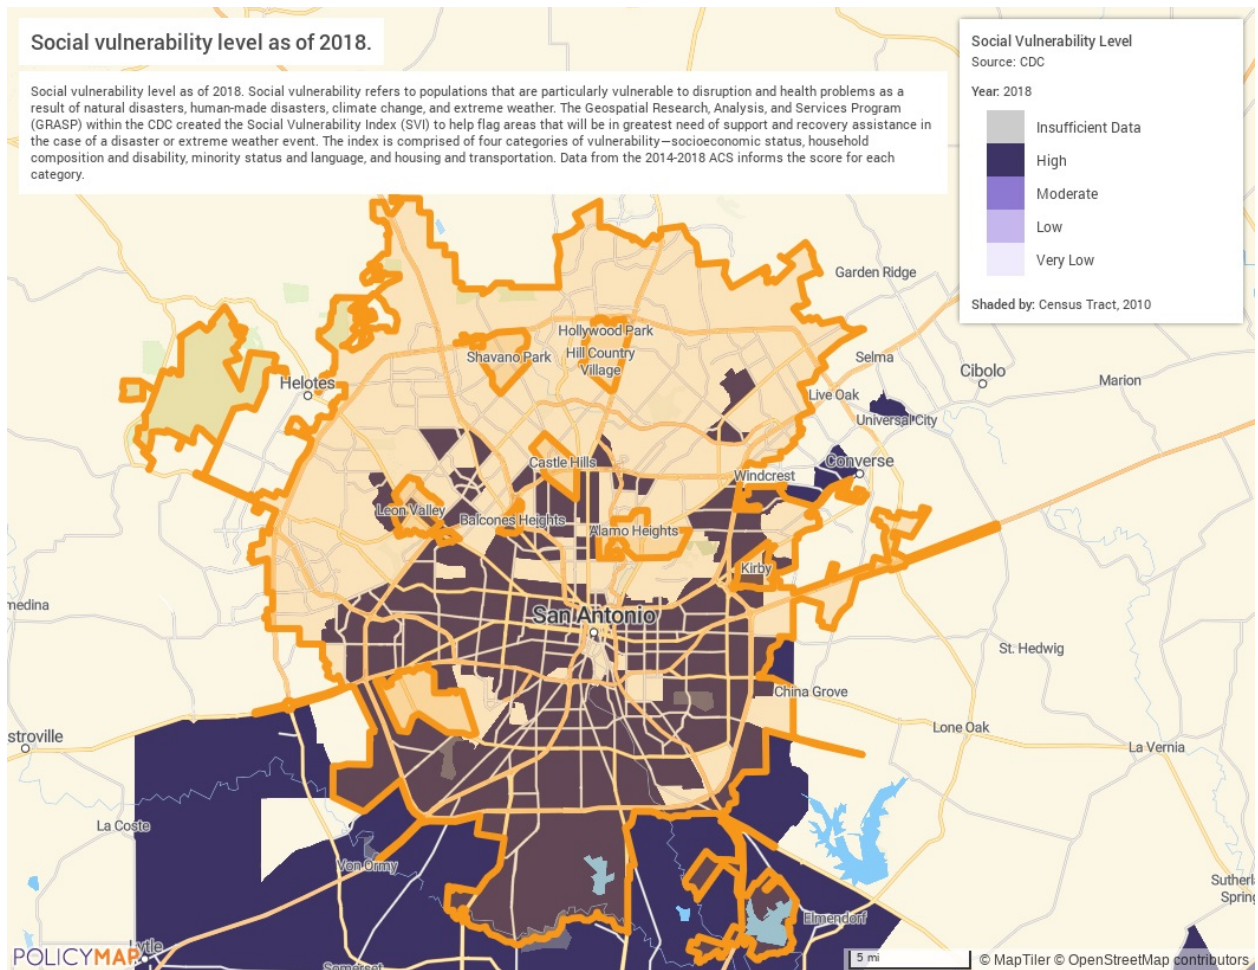 Social vulnerability level as of 2018.
Social vulnerability level as of 2018. Social vulnerability refers to populations that are particularly vulnerable to disruption and health problems as a
result of natural disasters, human-made disasters, climate change, and extreme weather. The Geospatial Research, Analysis, and Services Program
(GRASP) within the CDC created the Social Vulnerability Index (SVI) to help flag areas that will be in greatest need of support and recovery assistance in
the case of a disaster or extreme weather event. The index is comprised of four categories of vulnerability—socioeconomic status, household
composition and disability, minority status and language, and housing and transportation. Data from the 2014-2018 ACS informs the score for each
category.
Social Vulnerability Level
Source: CDC
Year: 2018
Insufficient Data
High
Moderate
Low
Very Low
Shaded by: Census Tract, 2010
Garden Ridge
Hollywood Park
Shavano Park
Hill Country
Village
Selma
Helotes
Cibolo
Marion
Live Oak
Universal City
Castle Hills
Converse
Windcrest
Leon Valley
Balcones Heights
Alamo Heights
Kirby
medina
San Antonio
St. Hedwig
China Grove
stroville
Lone Oak
La Vernia
La Coste
Von Ormy
Sutherla
Spring
Elmendorf
Lytle
Somerset
POLICYMAP
5 mi
© MapTiler © OpenStreetMap contributors